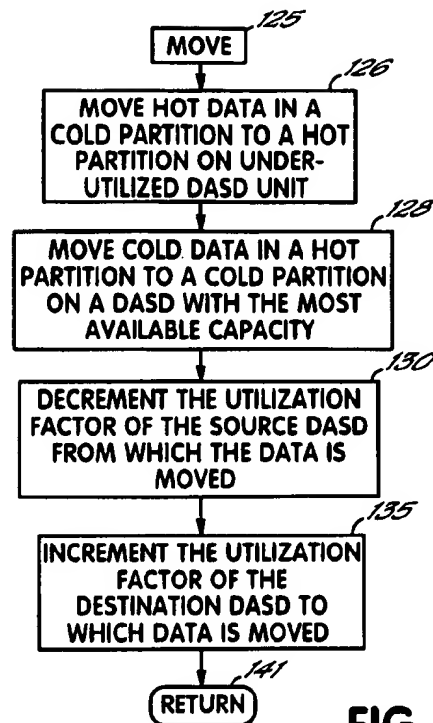 125
MOVE
126
MOVE HOT DATA IN A
COLD PARTITION TO A HOT
PARTITION ON UNDER-
UTILIZED DASD UNIT
128
MOVE COLD DATA IN A HOT
PARTITION TO A COLD PARTITION
ON A DASD WITH THE MOST
AVAILABLE CAPACITY
130
DECREMENT THE UTILIZATION
FACTOR OF THE SOURCE DASD
FROM WHICH THE DATA IS
MOVED
135
INCREMENT THE UTILIZATION
FACTOR OF THE
DESTINATION DASD TO
WHICH DATA IS MOVED
141
RETURN
FIG